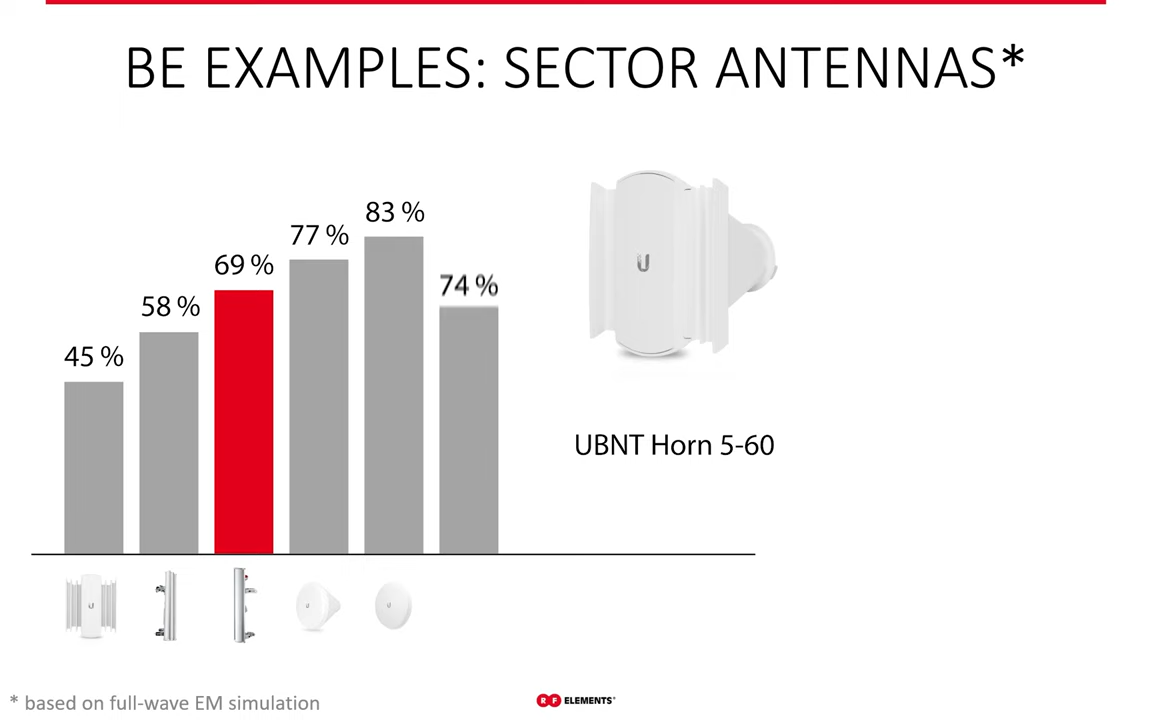 BE EXAMPLES: SECTOR ANTENNAS*
83 %
77 %
69 %
74 %
58 %
45 %
UBNT Horn 5-60
* based on full-wave EM simulation
RF ELEMENTS®